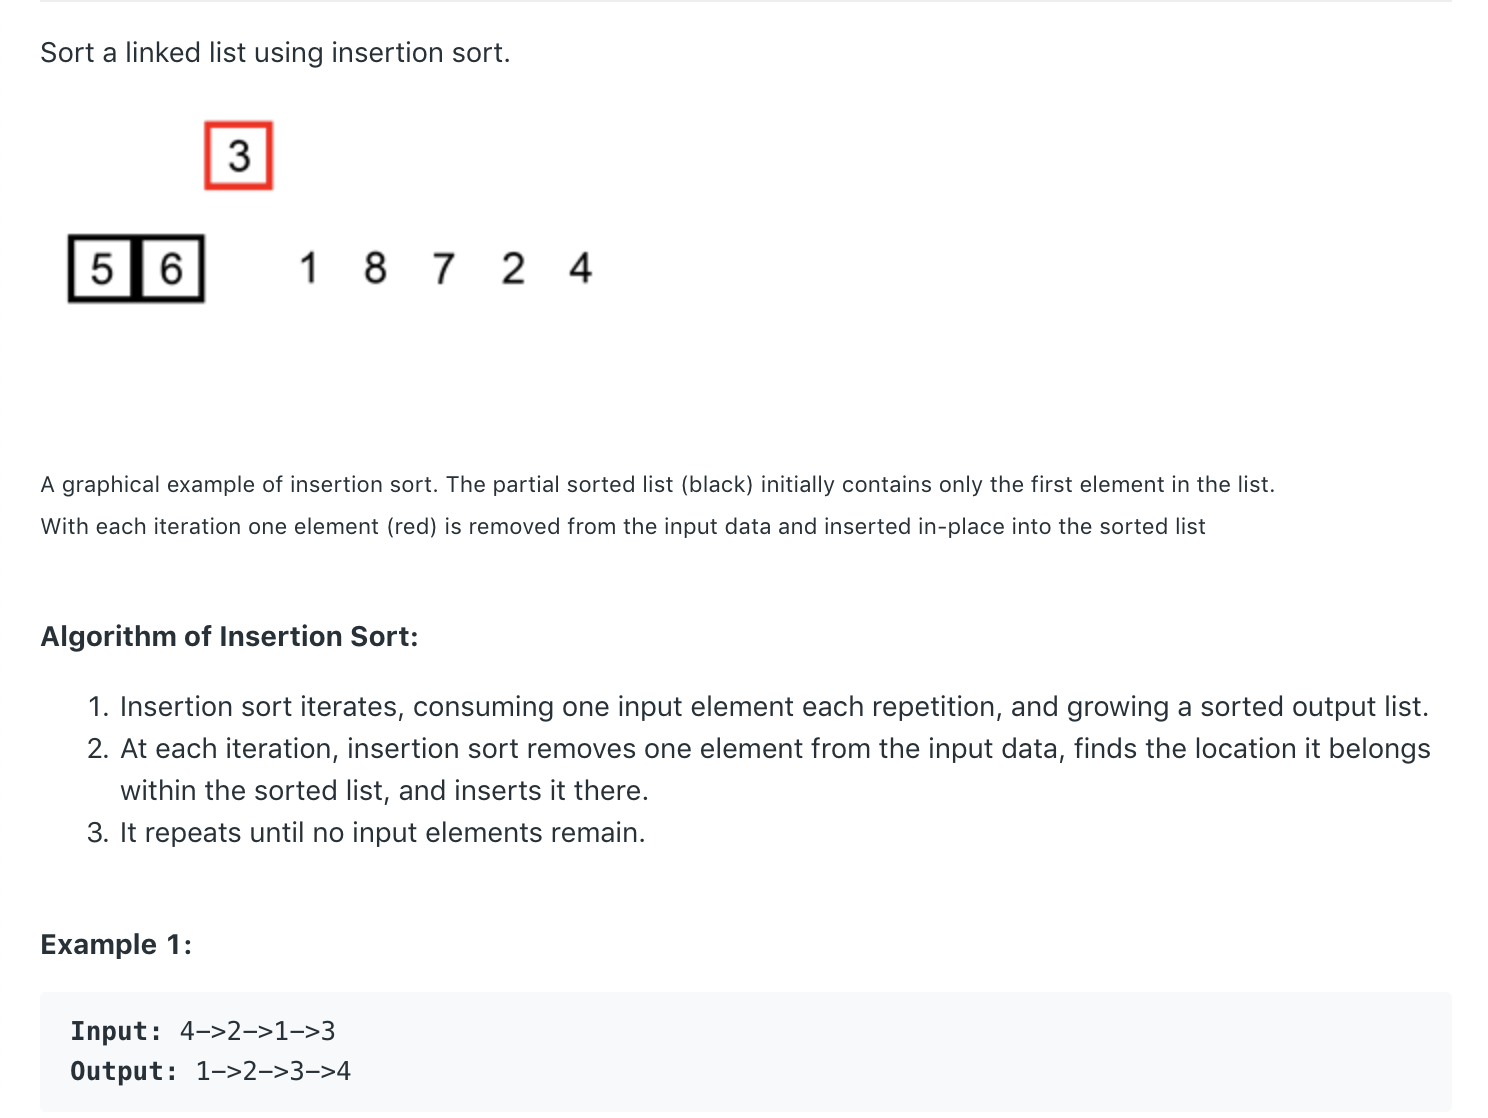 Sort a linked list using insertion sort.
3
5 6 1 8 7 2 4
A graphical example of insertion sort. The partial sorted list (black) initially contains only the first element in the list.
With each iteration one element (red) is removed from the input data and inserted in-place into the sorted list
Algorithm of Insertion Sort:
1. Insertion sort iterates, consuming one input element each repetition, and growing a sorted output list.
2. At each iteration, insertion sort removes one element from the input data, finds the location it belongs
within the sorted list, and inserts it there.
3. It repeats until no input elements remain.
Example 1:
Input: 4->2->1->3
Output: 1->2->3->4